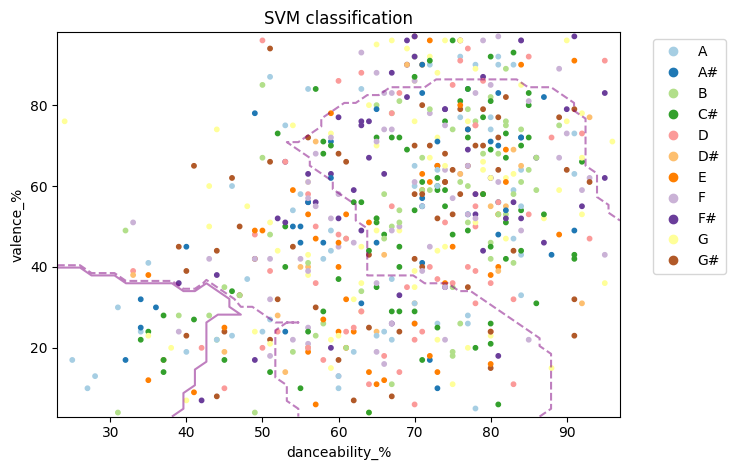 SVM classification
valence_%
80
60
40
20
30
40
50
60
70
80
90
danceability_%
A
A#
B
C#
D
D#
E
F
F#
G
G#